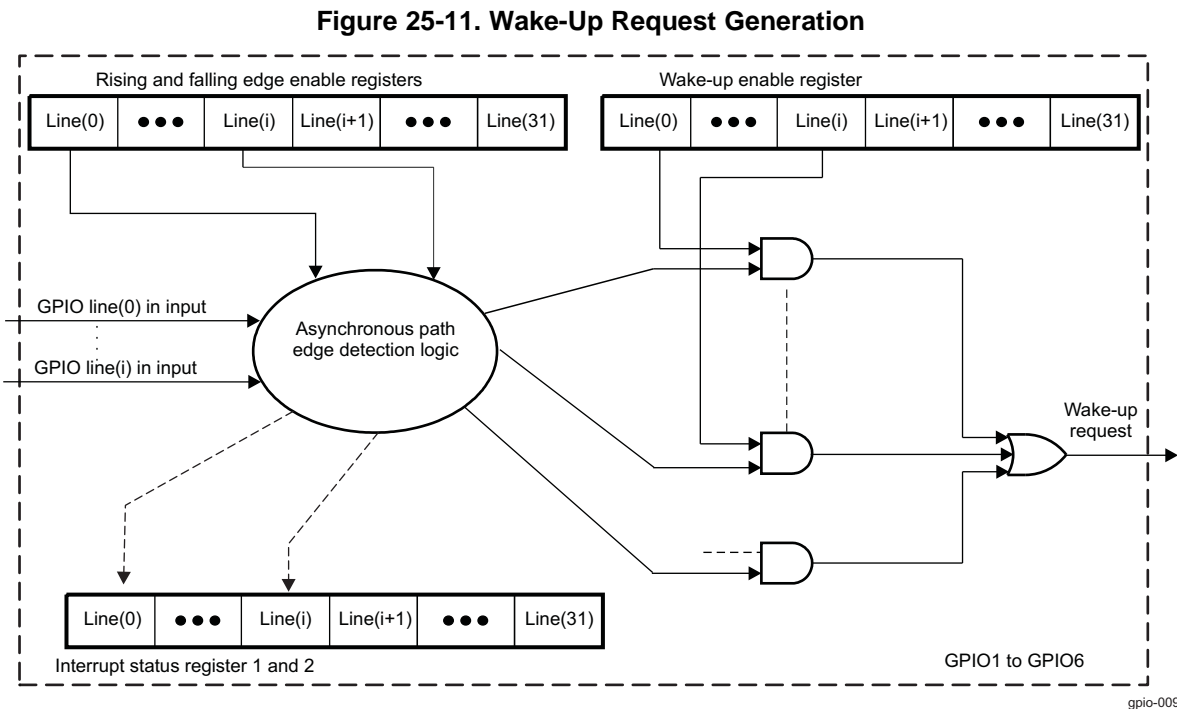 Figure 25-11. Wake-Up Request Generation
Rising and falling edge enable registers
Line(0) ●●● Line(i) Line(i+1) ●●● Line(31)
Wake-up enable register
Line(0) ●●● Line(i) Line(i+1) ●●● Line(31)
GPIO line(0) in input
GPIO line(i) in input
Asynchronous path
edge detection logic
Wake-up
request
Line(0) ●●● Line(i) Line(i+1) ●●● Line(31)
Interrupt status register 1 and 2
GPIO1 to GPIO6
gpio-009